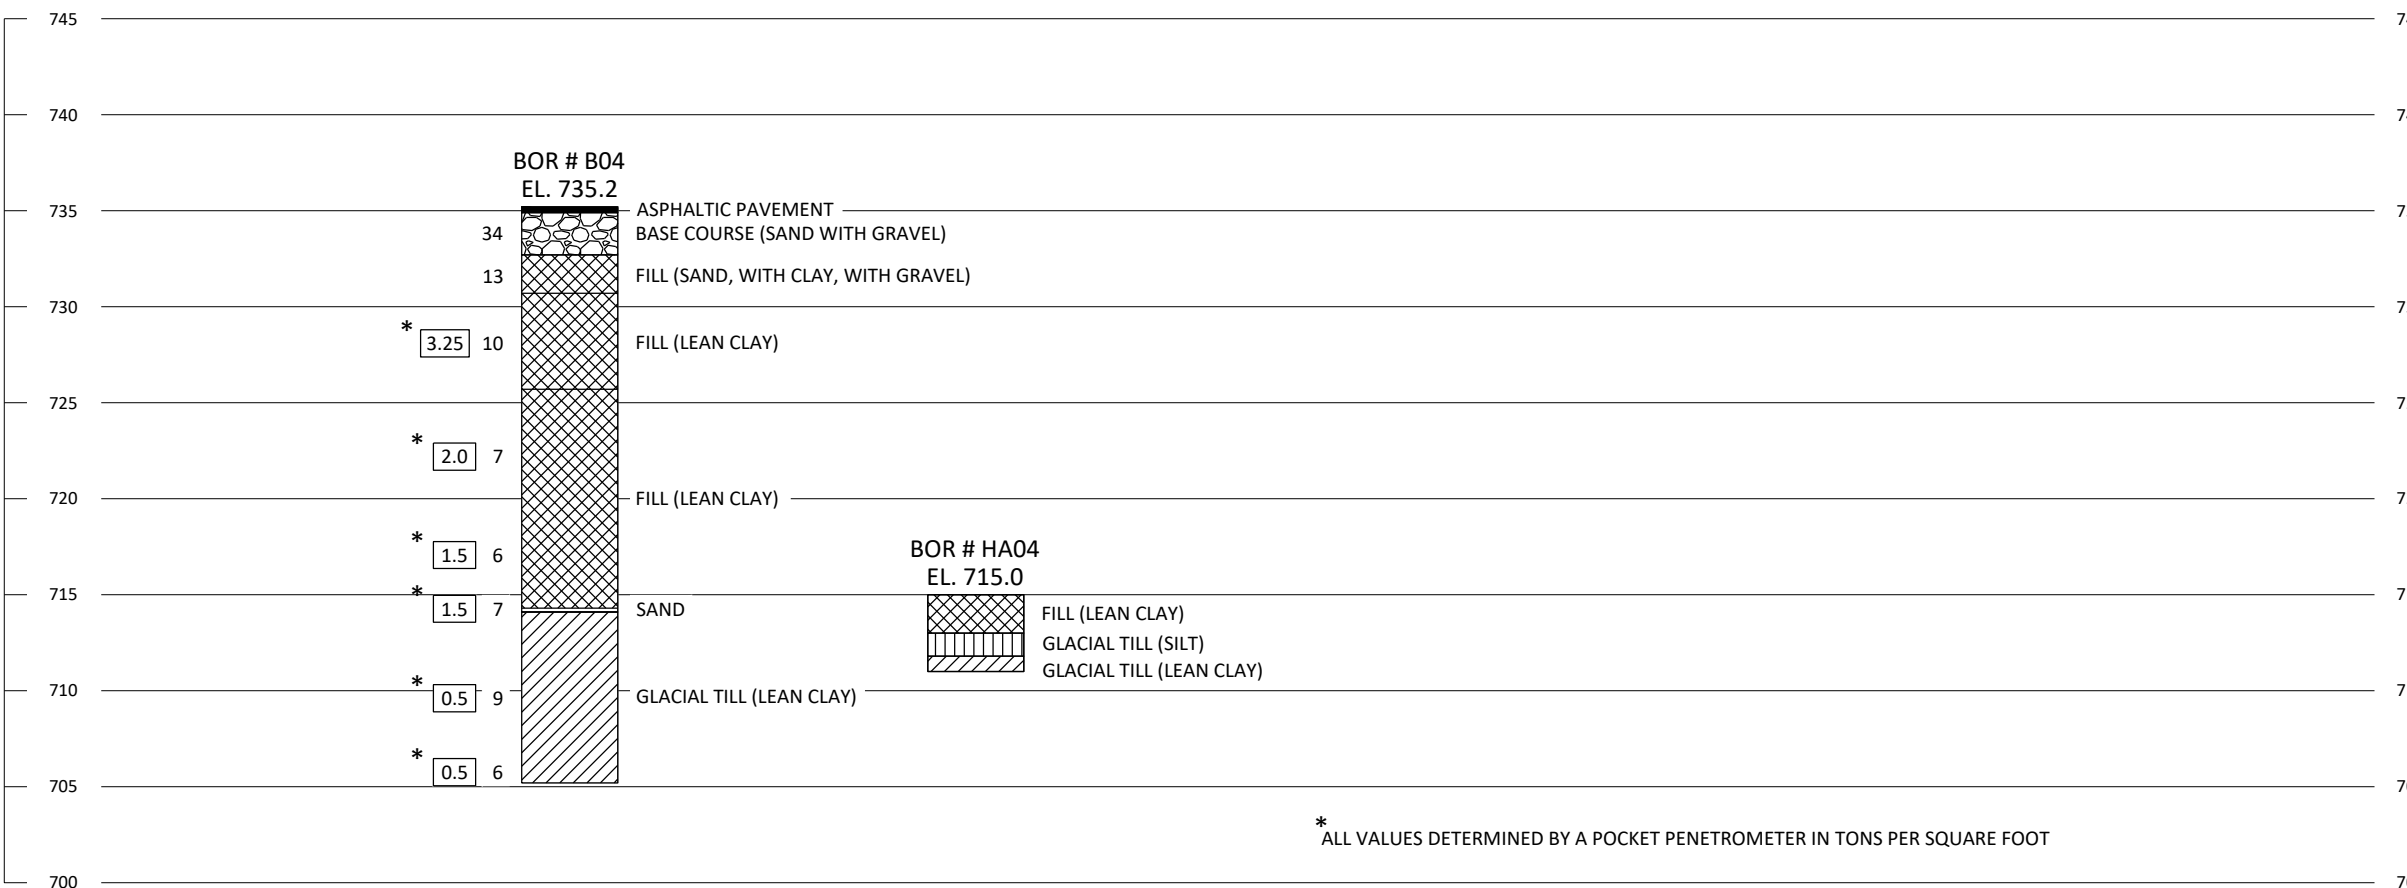 745
740
BOR # B04
EL. 735.2
735 ASPHALTIC PAVEMENT
34 BASE COURSE (SAND WITH GRAVEL)
13 FILL (SAND, WITH CLAY, WITH GRAVEL)
730
* 3.25 10 FILL (LEAN CLAY)
725
* 2.0 7
720 FILL (LEAN CLAY)
* 1.5 6
BOR # HA04
EL. 715.0
715
* 1.5 7 SAND
FILL (LEAN CLAY)
GLACIAL TILL (SILT)
GLACIAL TILL (LEAN CLAY)
710
* 0.5 9 GLACIAL TILL (LEAN CLAY)
* 0.5 6
705
* ALL VALUES DETERMINED BY A POCKET PENETROMETER IN TONS PER SQUARE FOOT
700